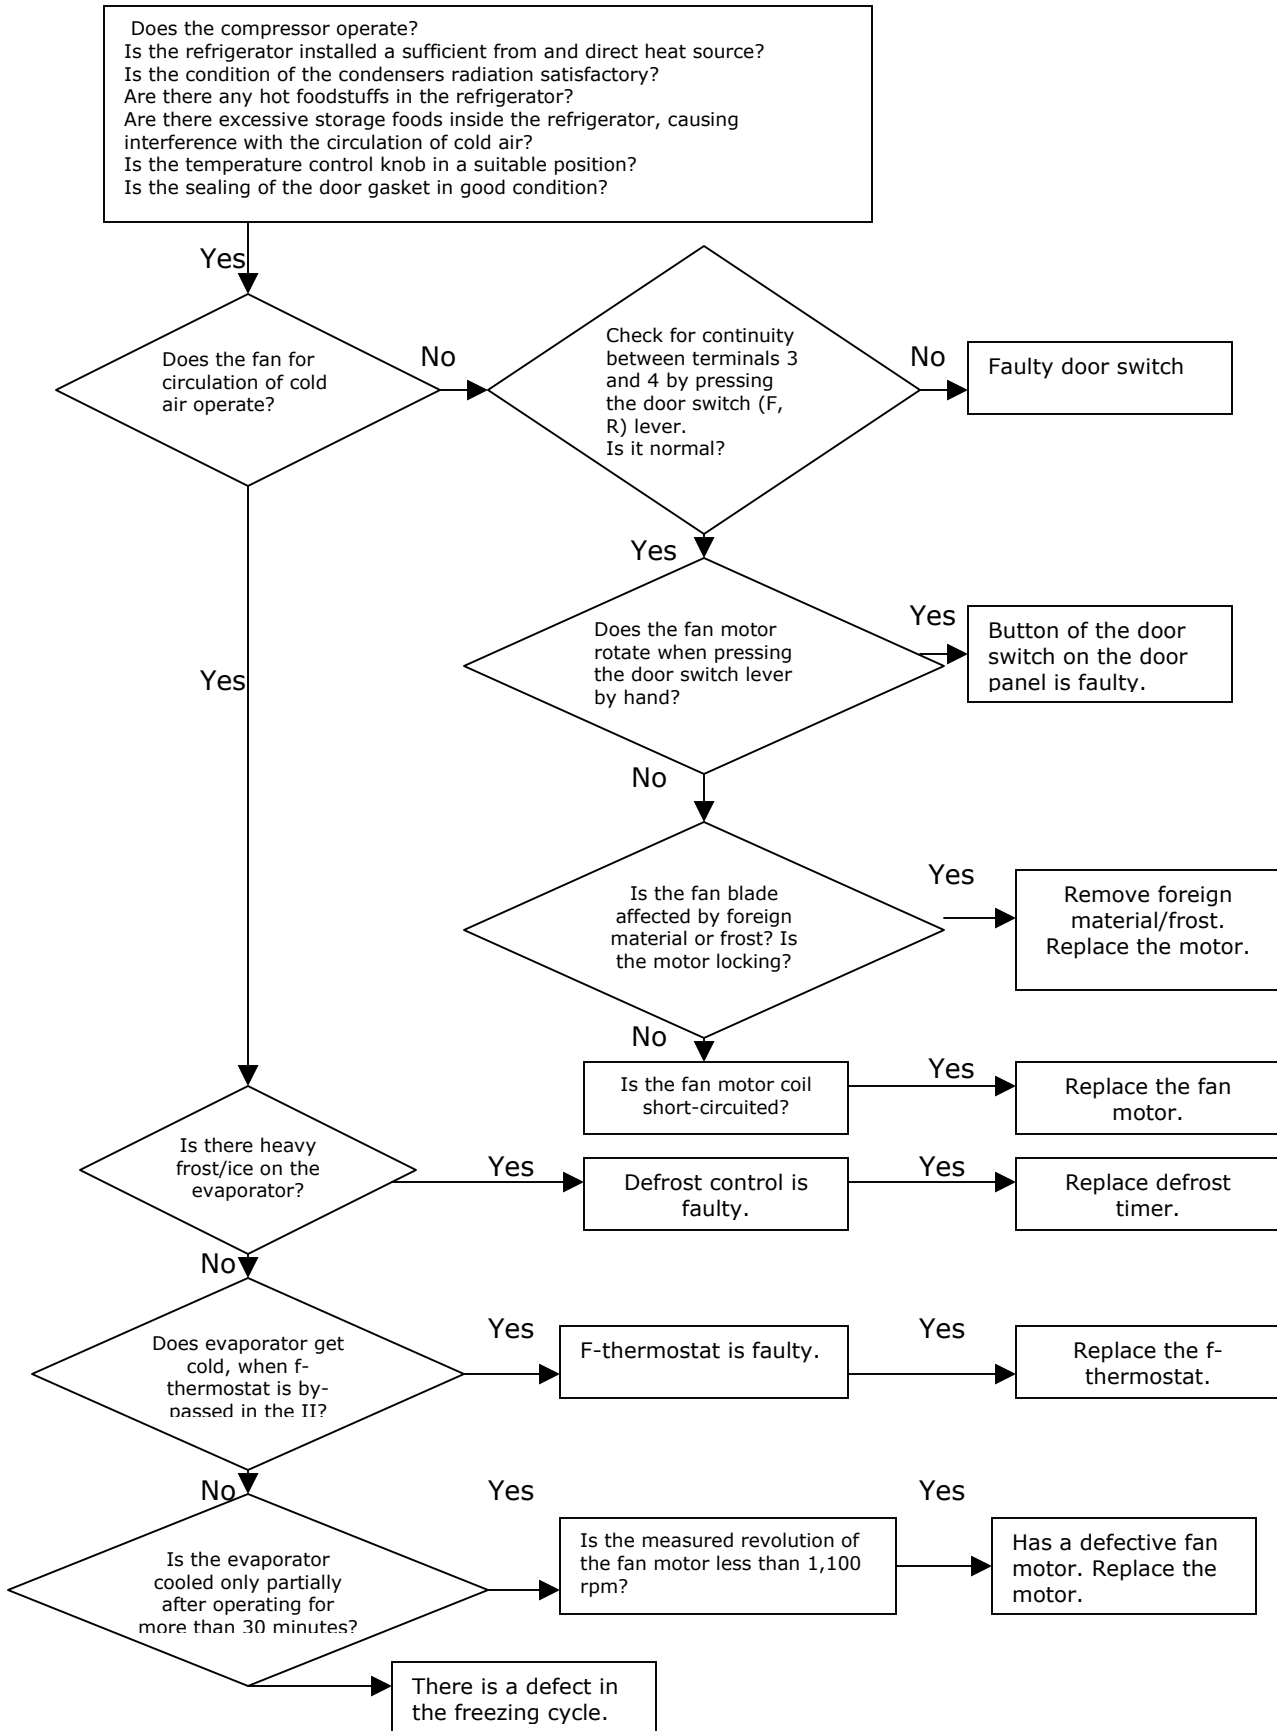 Does the compressor operate?
Is the refrigerator installed a sufficient from and direct heat source?
Is the condition of the condensers radiation satisfactory?
Are there any hot foodstuffs in the refrigerator?
Are there excessive storage foods inside the refrigerator, causing
interference with the circulation of cold air?
Is the temperature control knob in a suitable position?
Is the sealing of the door gasket in good condition?
Yes
Does the fan for
circulation of cold
air operate?
No
Check for continuity
between terminals 3
and 4 by pressing
the door switch (F,
R) lever.
Is it normal?
No
Faulty door switch
Yes
Does the fan motor
rotate when pressing
the door switch lever
by hand?
Yes
Button of the door
switch on the door
panel is faulty.
Yes
No
Is the fan blade
affected by foreign
material or frost? Is
the motor locking?
Yes
Remove foreign
material/frost.
Replace the motor.
No
Is the fan motor coil
short-circuited?
Yes
Replace the fan
motor.
Is there heavy
frost/ice on the
evaporator?
Yes
Defrost control is
faulty.
Yes
Replace defrost
timer.
No
Does evaporator get
cold, when f-
thermostat is by-
passed in the II?
Yes
F-thermostat is faulty.
Yes
Replace the f-
thermostat.
No
Is the evaporator
cooled only partially
after operating for
more than 30 minutes?
Yes
Is the measured revolution of
the fan motor less than 1,100
rpm?
Yes
Has a defective fan
motor. Replace the
motor.
There is a defect in
the freezing cycle.